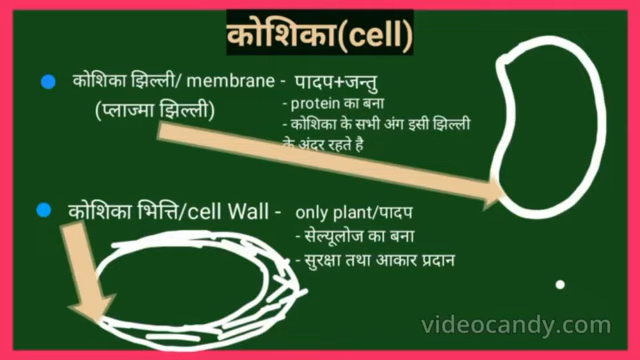 कोशिका(cell)
कोशिका झिल्ली/ membrane - पादप+जन्तु
(प्लाज्मा झिल्ली)
- protein का बना
- कोशिका के सभी अंग इसी झिल्ली
के अंदर रहते है
कोशिका भित्ति/cell Wall - only plant/पादप
- सेल्यूलोज का बना
- सुरक्षा तथा आकार प्रदान
videocandy.com